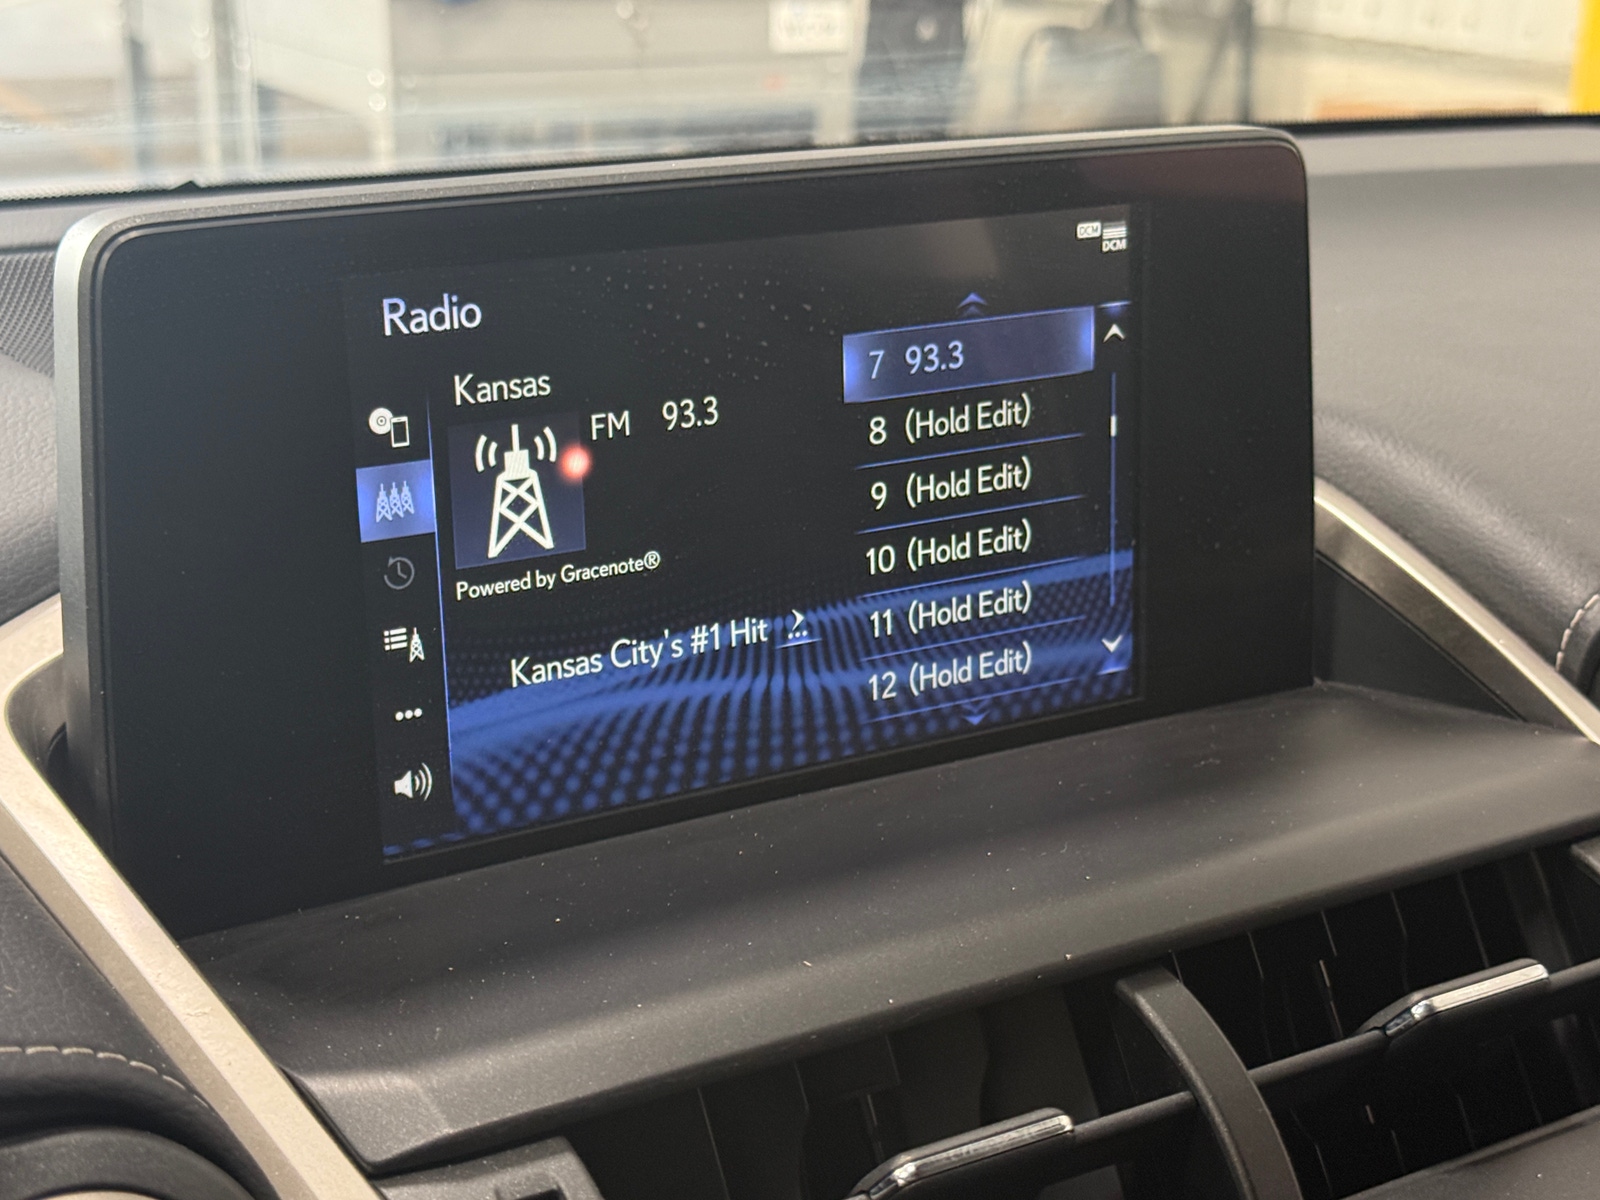 DCM
DCM
Radio
Kansas
FM 93.3
Powered by Gracenote®
Kansas City's #1 Hit
7 93.3
8 (Hold Edit)
9 (Hold Edit)
10 (Hold Edit)
11 (Hold Edit)
12 (Hold Edit)